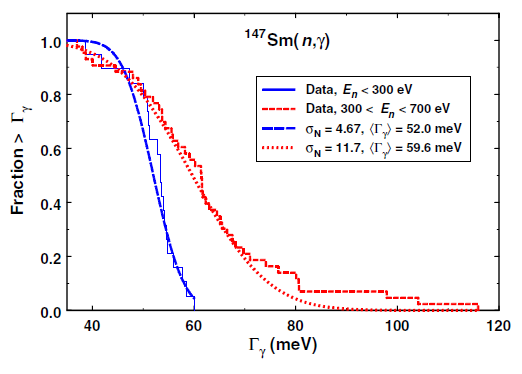 ¹⁴⁷Sm(n,γ)
Fraction > Γγ
1.0
0.8
0.6
0.4
0.2
0.0
Data, Eₙ < 300 eV
Data, 300 < Eₙ < 700 eV
σN = 4.67, ⟨Γγ⟩ = 52.0 meV
σN = 11.7, ⟨Γγ⟩ = 59.6 meV
40 60 80 100 120
Γγ (meV)